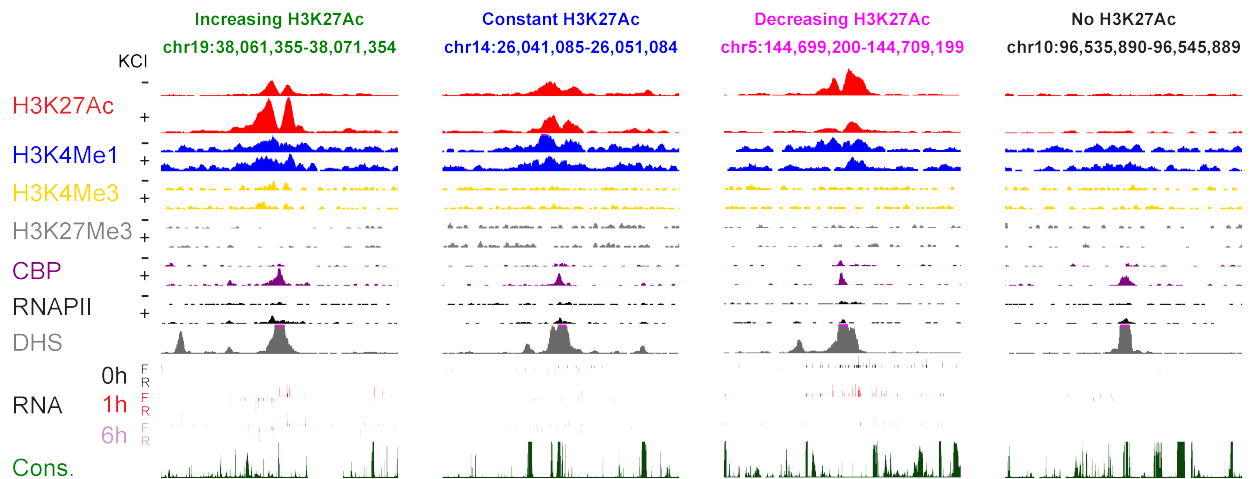 Increasing H3K27Ac Constant H3K27Ac Decreasing H3K27Ac No H3K27Ac
chr19:38,061,355-38,071,354 chr14:26,041,085-26,051,084 chr5:144,699,200-144,709,199 chr10:96,535,890-96,545,889
KCl
-
H3K27Ac
+
-
H3K4Me1
+
-
H3K4Me3
+
-
H3K27Me3
+
-
CBP
+
-
RNAPII
+
DHS
0h F
R
RNA 1h F
R
6h F
R
Cons.